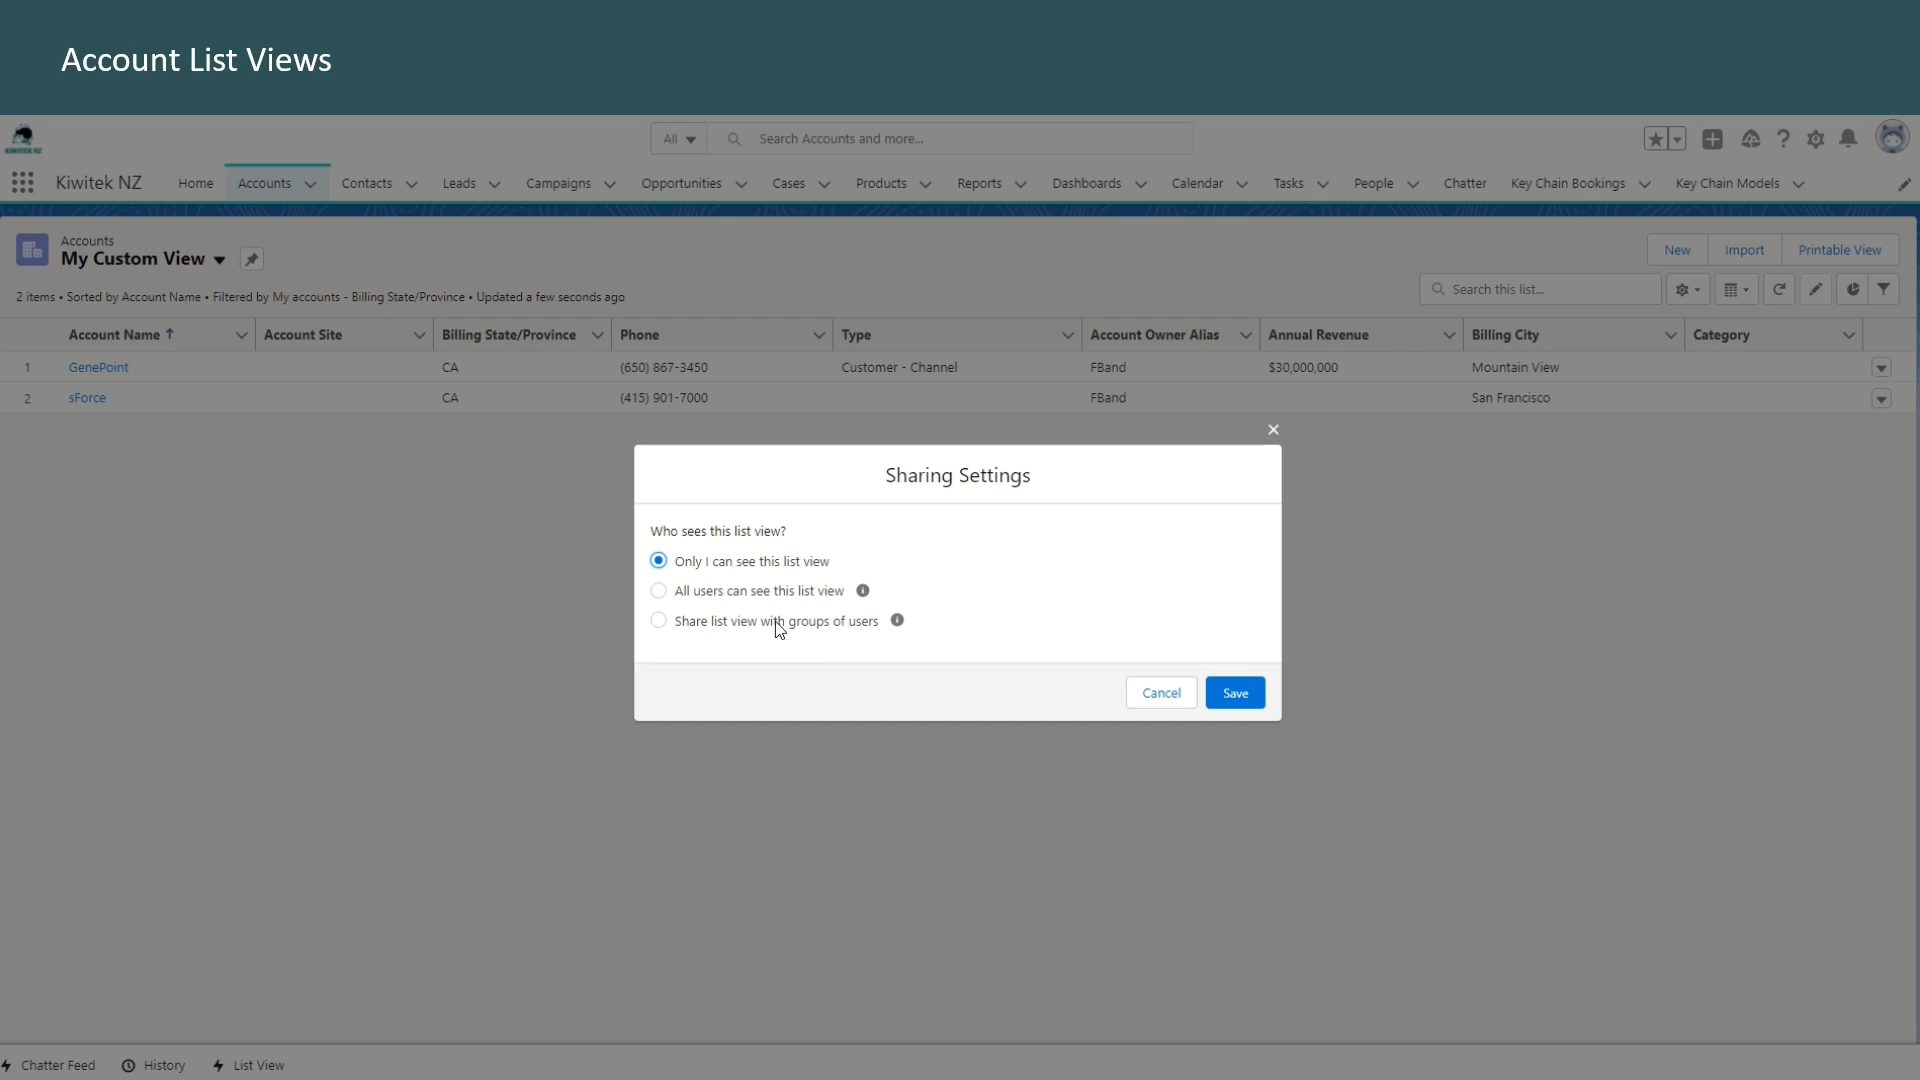 Account List Views
KIWITEK NZ
All
Search Accounts and more...
Kiwitek NZ Home Accounts Contacts Leads Campaigns Opportunities Cases Products Reports Dashboards Calendar Tasks People Chatter Key Chain Bookings Key Chain Models
Accounts
My Custom View
New Import Printable View
2 items • Sorted by Account Name • Filtered by My accounts - Billing State/Province • Updated a few seconds ago
Search this list...
Account Name Account Site Billing State/Province Phone Type Account Owner Alias Annual Revenue Billing City Category
1 GenePoint CA (650) 867-3450 Customer - Channel FBand $30,000,000 Mountain View
2 sForce CA (415) 901-7000 FBand San Francisco
Sharing Settings
Who sees this list view?
Only I can see this list view
All users can see this list view
Share list view with groups of users
Cancel Save
Chatter Feed History List View